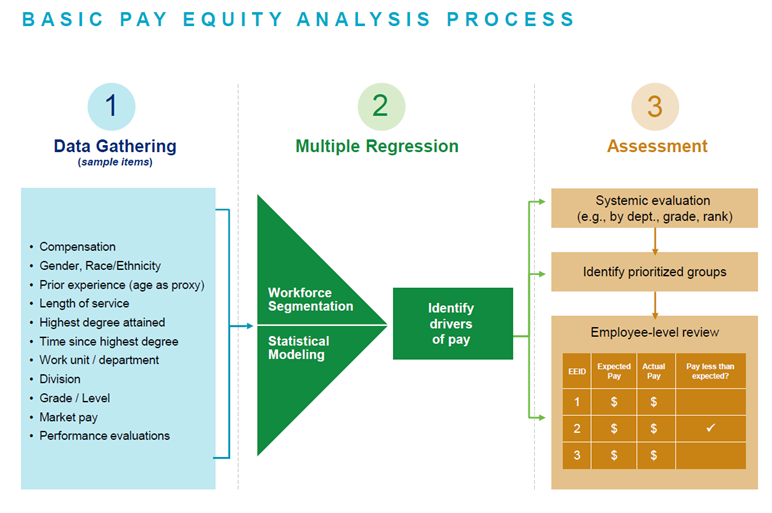 BASIC PAY EQUITY ANALYSIS PROCESS
1
Data Gathering
(sample items)
• Compensation
• Gender, Race/Ethnicity
• Prior experience (age as proxy)
• Length of service
• Highest degree attained
• Time since highest degree
• Work unit / department
• Division
• Grade / Level
• Market pay
• Performance evaluations
2
Multiple Regression
Workforce
Segmentation
Statistical
Modeling
Identify
drivers
of pay
3
Assessment
Systemic evaluation
(e.g., by dept., grade, rank)
Identify prioritized groups
Employee-level review
EEID Expected Pay Actual Pay Pay less than expected?
1 $ $
2 $ $ ✓
3 $ $